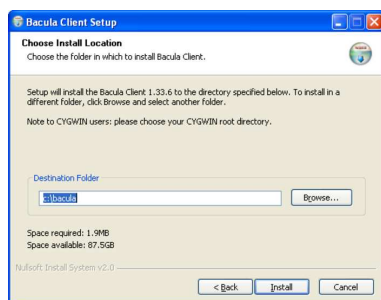 Bacula Client Setup
Choose Install Location
Choose the folder in which to install Bacula Client.
Setup will install the Bacula Client 1.33.6 to the directory specified below. To install in a
different folder, click Browse and select another folder.
Note to CYGWIN users: please choose your CYGWIN root directory.
Destination Folder
c:\bacula
Browse...
Space required: 1.9MB
Space available: 87.5GB
Nullsoft Install System v2.0
< Back
Install
Cancel